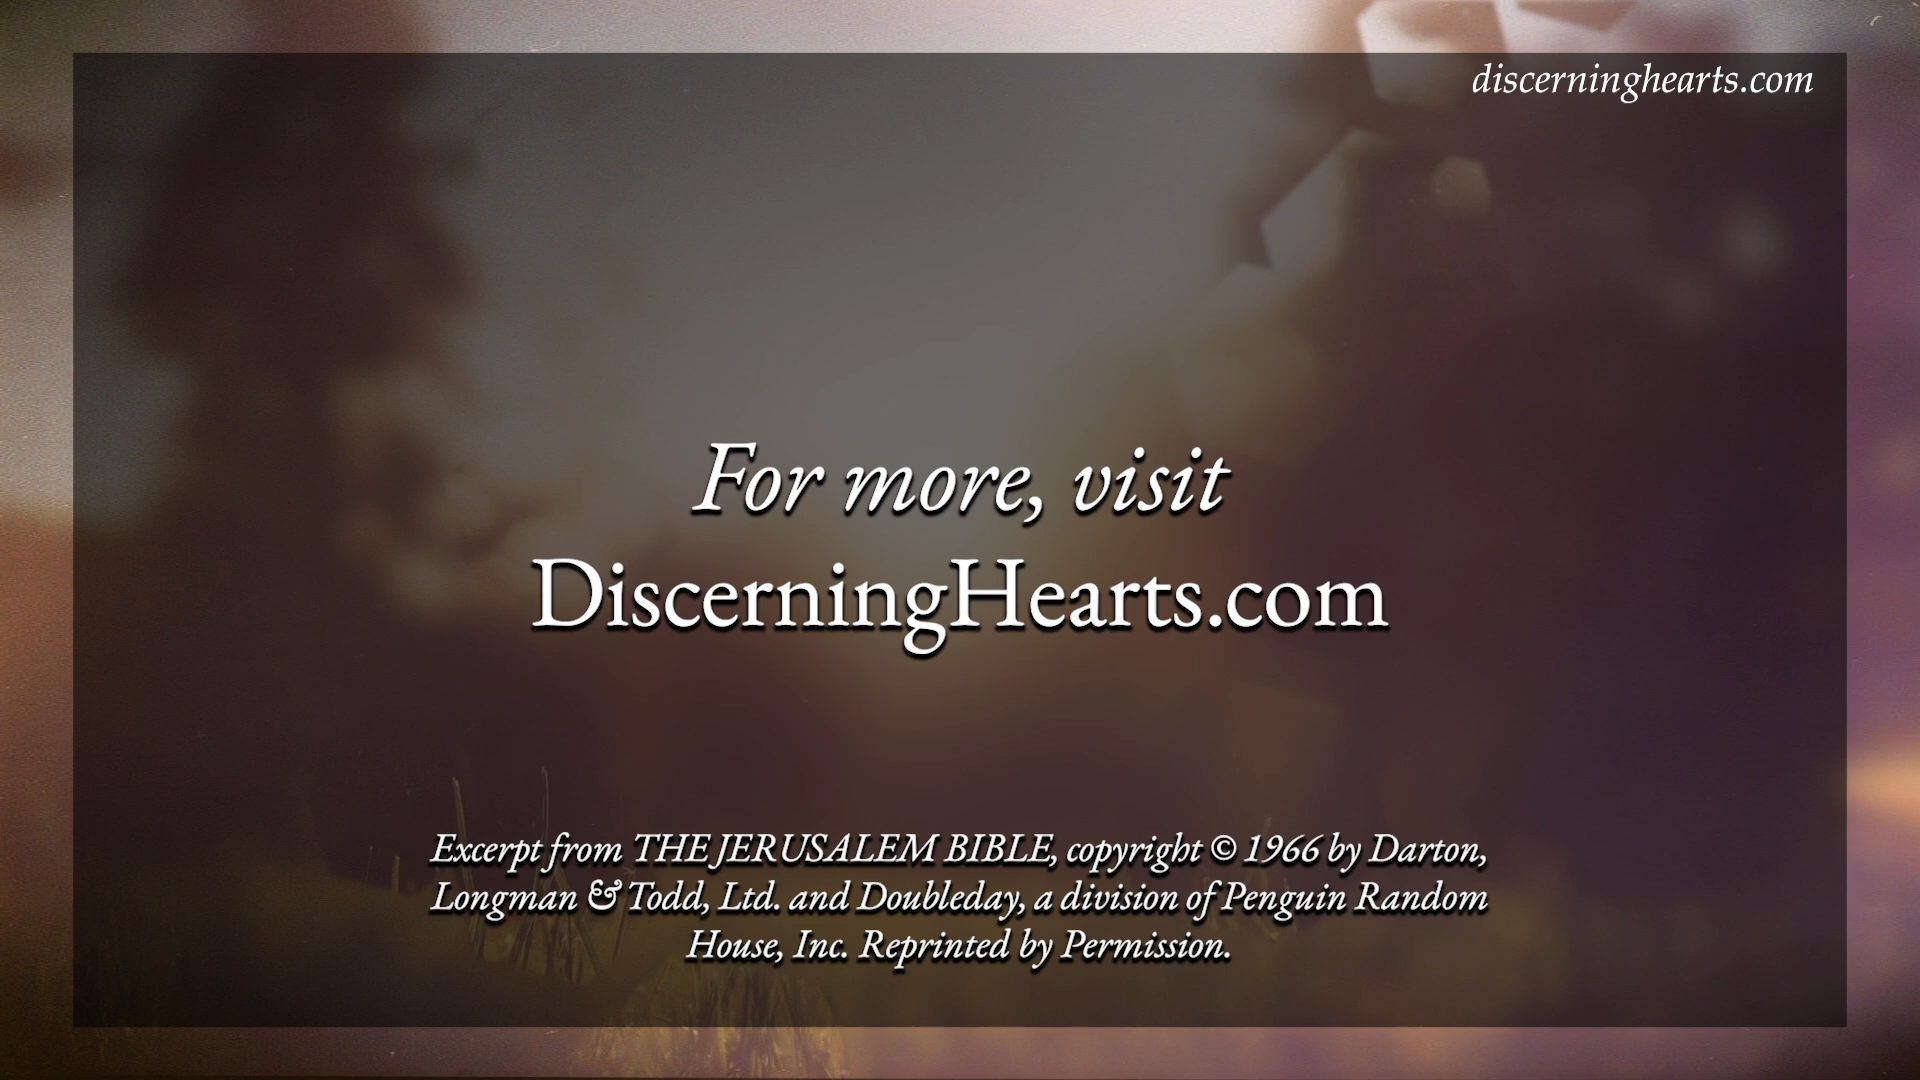 discerninghearts.com
For more, visit
DiscerningHearts.com
Excerpt from THE JERUSALEM BIBLE, copyright © 1966 by Darton,
Longman & Todd, Ltd. and Doubleday, a division of Penguin Random
House, Inc. Reprinted by Permission.